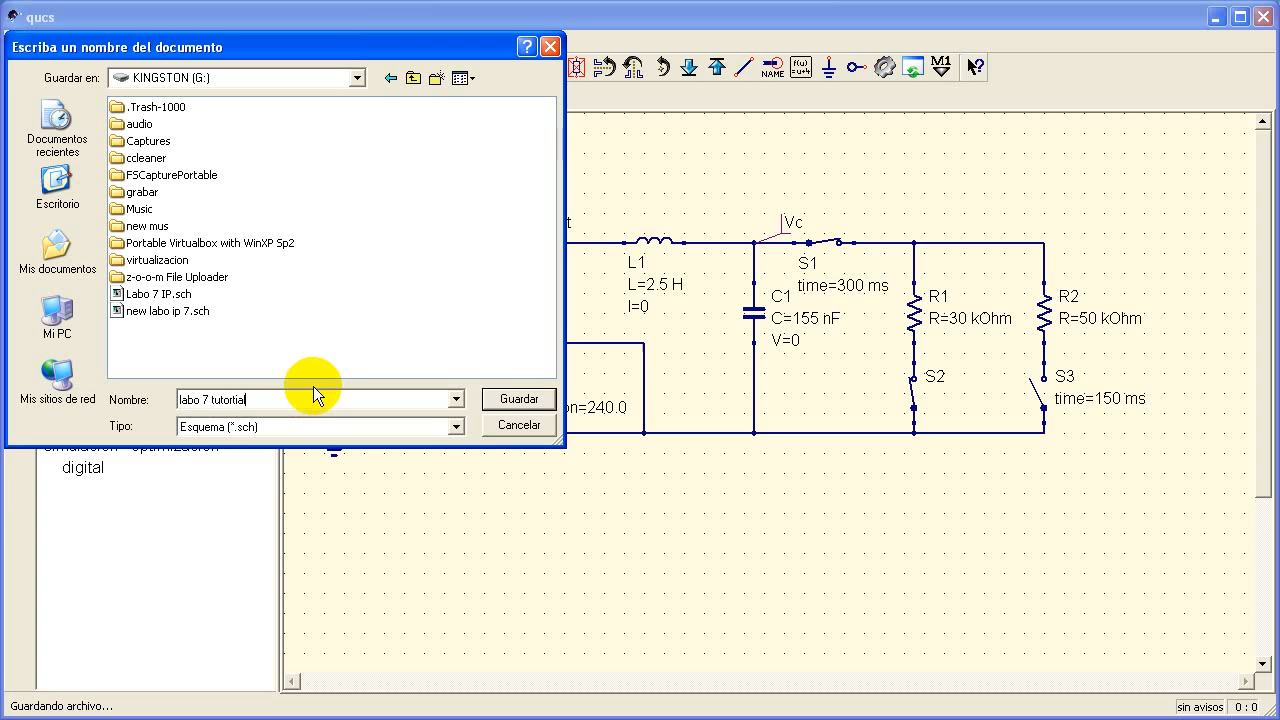 qucs
Escriba un nombre del documento
Guardar en:
KINGSTON (G:)
NAME
M1
Documentos
recientes
Escritorio
Mis documentos
Mi PC
Mis sitios de red
.Trash-1000
audio
Captures
ccleaner
FSCapturePortable
grabar
Music
new mus
Portable Virtualbox with WinXP Sp2
virtualizacion
z-o-o-m File Uploader
Labo 7 IP.sch
new labo ip 7.sch
Nombre:
labo 7 tutortial
Guardar
Tipo:
Esquema (*.sch)
Cancelar
digital
t
L1
L=2.5 H
I=0
Vc
S1
time=300 ms
C1
C=155 nF
V=0
R1
R=30 kOhm
R2
R=50 kOhm
S2
S3
time=150 ms
on=240.0
Guardando archivo...
sin avisos
0 : 0